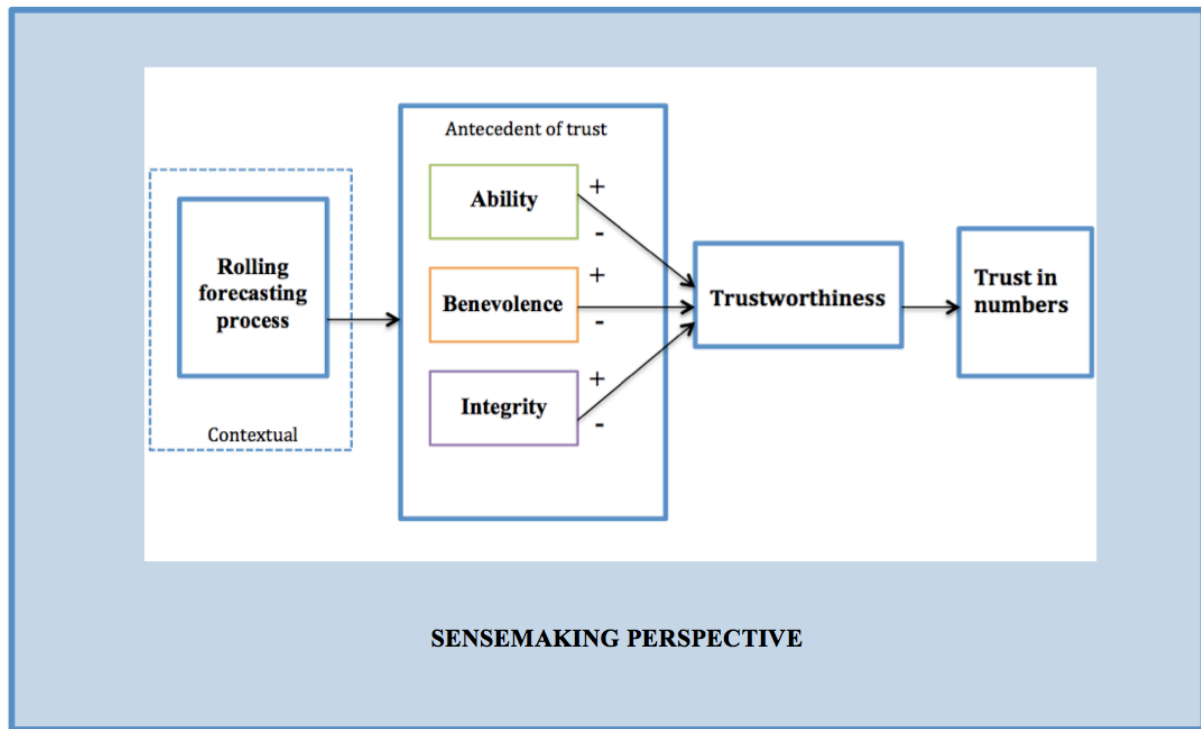 Antecedent of trust
Rolling
forecasting
process
Contextual
Ability
+
-
Benevolence
+
-
Integrity
+
-
Trustworthiness
Trust in
numbers
SENSEMAKING PERSPECTIVE